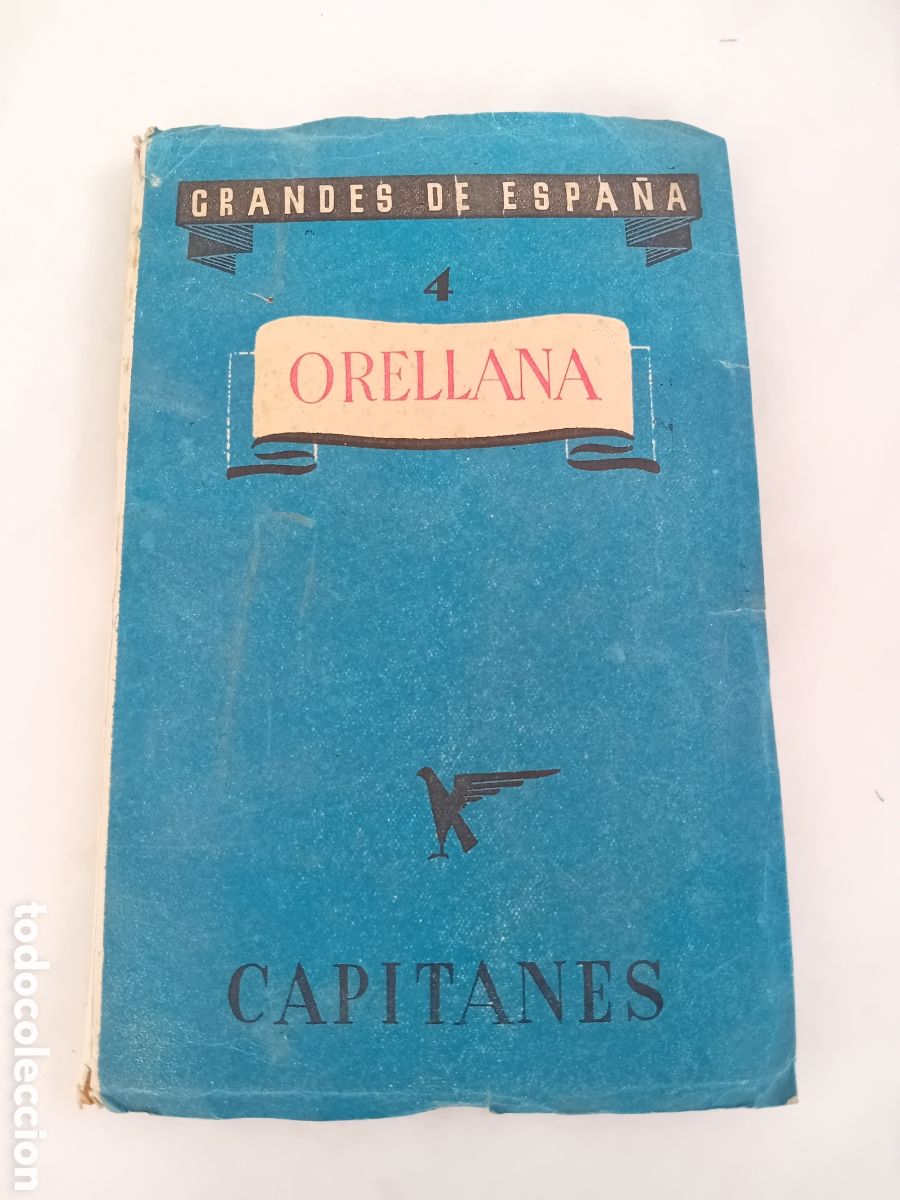 GRANDES DE ESPAÑA
4
ORELLANA
CAPITANES
todocoleccion